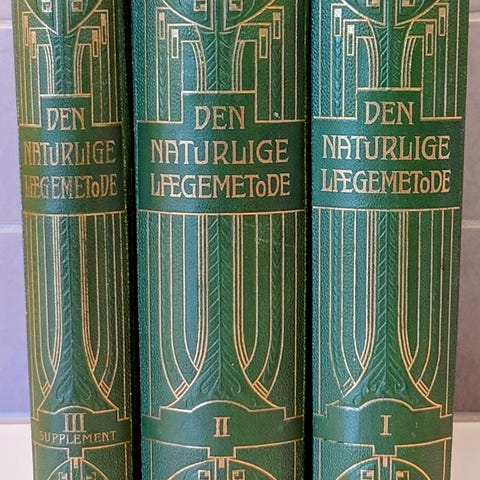 DEN
NATURLIGE
LÆGEMEToDE
III
SUPPLEMENT
DEN
NATURLIGE
LÆGEMEToDE
II
DEN
NATURLIGE
LÆGEMEToDE
I